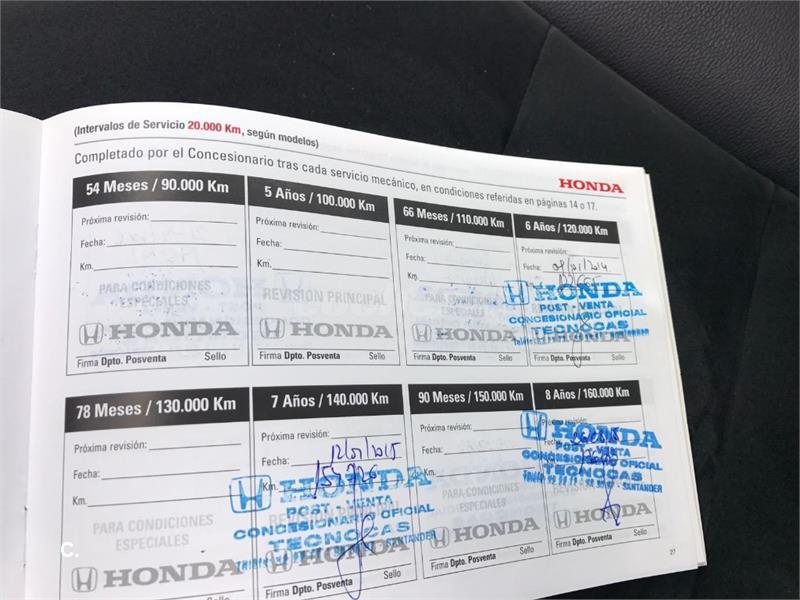 (Intervalos de Servicio 20.000 Km, según modelos)
Completado por el Concesionario tras cada servicio mecánico, en condiciones referidas en páginas 14 o 17.
HONDA
54 Meses / 90.000 Km
Próxima revisión:
Fecha:
Km.
PARA CONDICIONES
ESPECIALES
HONDA
Firma Dpto. Posventa Sello
5 Años / 100.000 Km
Próxima revisión:
Fecha:
Km.
REVISIÓN PRINCIPAL
HONDA
Firma Dpto. Posventa Sello
66 Meses / 110.000 Km
Próxima revisión:
Fecha:
Km.
PARA CONDICIONES
ESPECIALES
HONDA
Firma Dpto. Posventa Sello
6 Años / 120.000 Km
Próxima revisión:
Fecha:
HONDA
POST - VENTA
CONCESIONARIO OFICIAL
TECNOCAS
HONDA
Firma Dpto. Posventa Sello
78 Meses / 130.000 Km
Próxima revisión:
Fecha:
Km.
PARA CONDICIONES
ESPECIALES
HONDA
7 Años / 140.000 Km
Próxima revisión:
Fecha:
Km.
HONDA
POST - VENTA
CONCESIONARIO OFICIAL
TECNOCAS
SANTANDER
HONDA
Firma Dpto. Posventa Sello
90 Meses / 150.000 Km
Próxima revisión:
Fecha:
Km.
PARA CONDICIONES
ESPECIALES
HONDA
Firma Dpto. Posventa Sello
8 Años / 160.000 Km
HONDA
POST - VENTA
CONCESIONARIO OFICIAL
TECNOCAS
SANTANDER
HONDA
Firma Dpto. Posventa Sello
27
C.